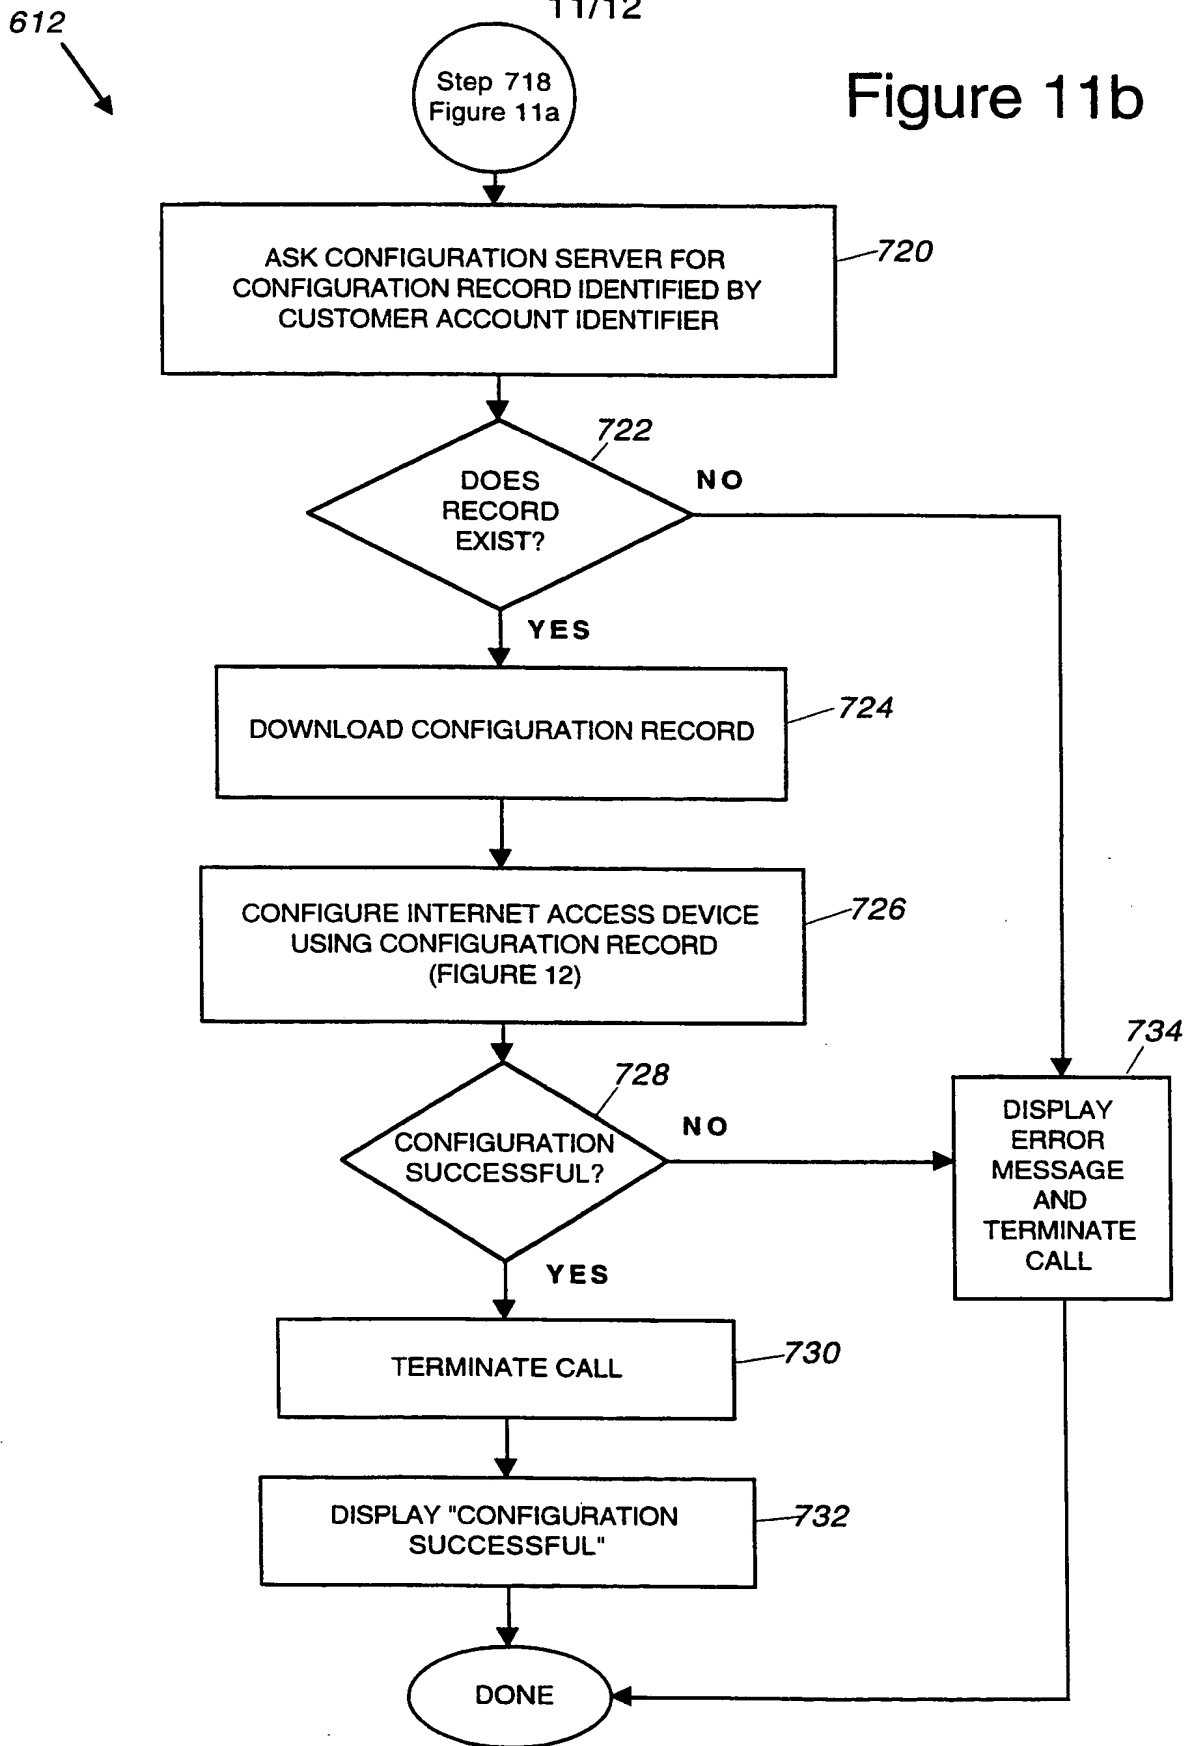 11/12
612
Figure 11b
Step 718
Figure 11a
ASK CONFIGURATION SERVER FOR
CONFIGURATION RECORD IDENTIFIED BY
CUSTOMER ACCOUNT IDENTIFIER
720
722
DOES
RECORD
EXIST?
NO
YES
DOWNLOAD CONFIGURATION RECORD
724
CONFIGURE INTERNET ACCESS DEVICE
USING CONFIGURATION RECORD
(FIGURE 12)
726
728
CONFIGURATION
SUCCESSFUL?
NO
YES
734
DISPLAY
ERROR
MESSAGE
AND
TERMINATE
CALL
TERMINATE CALL
730
DISPLAY "CONFIGURATION
SUCCESSFUL"
732
DONE